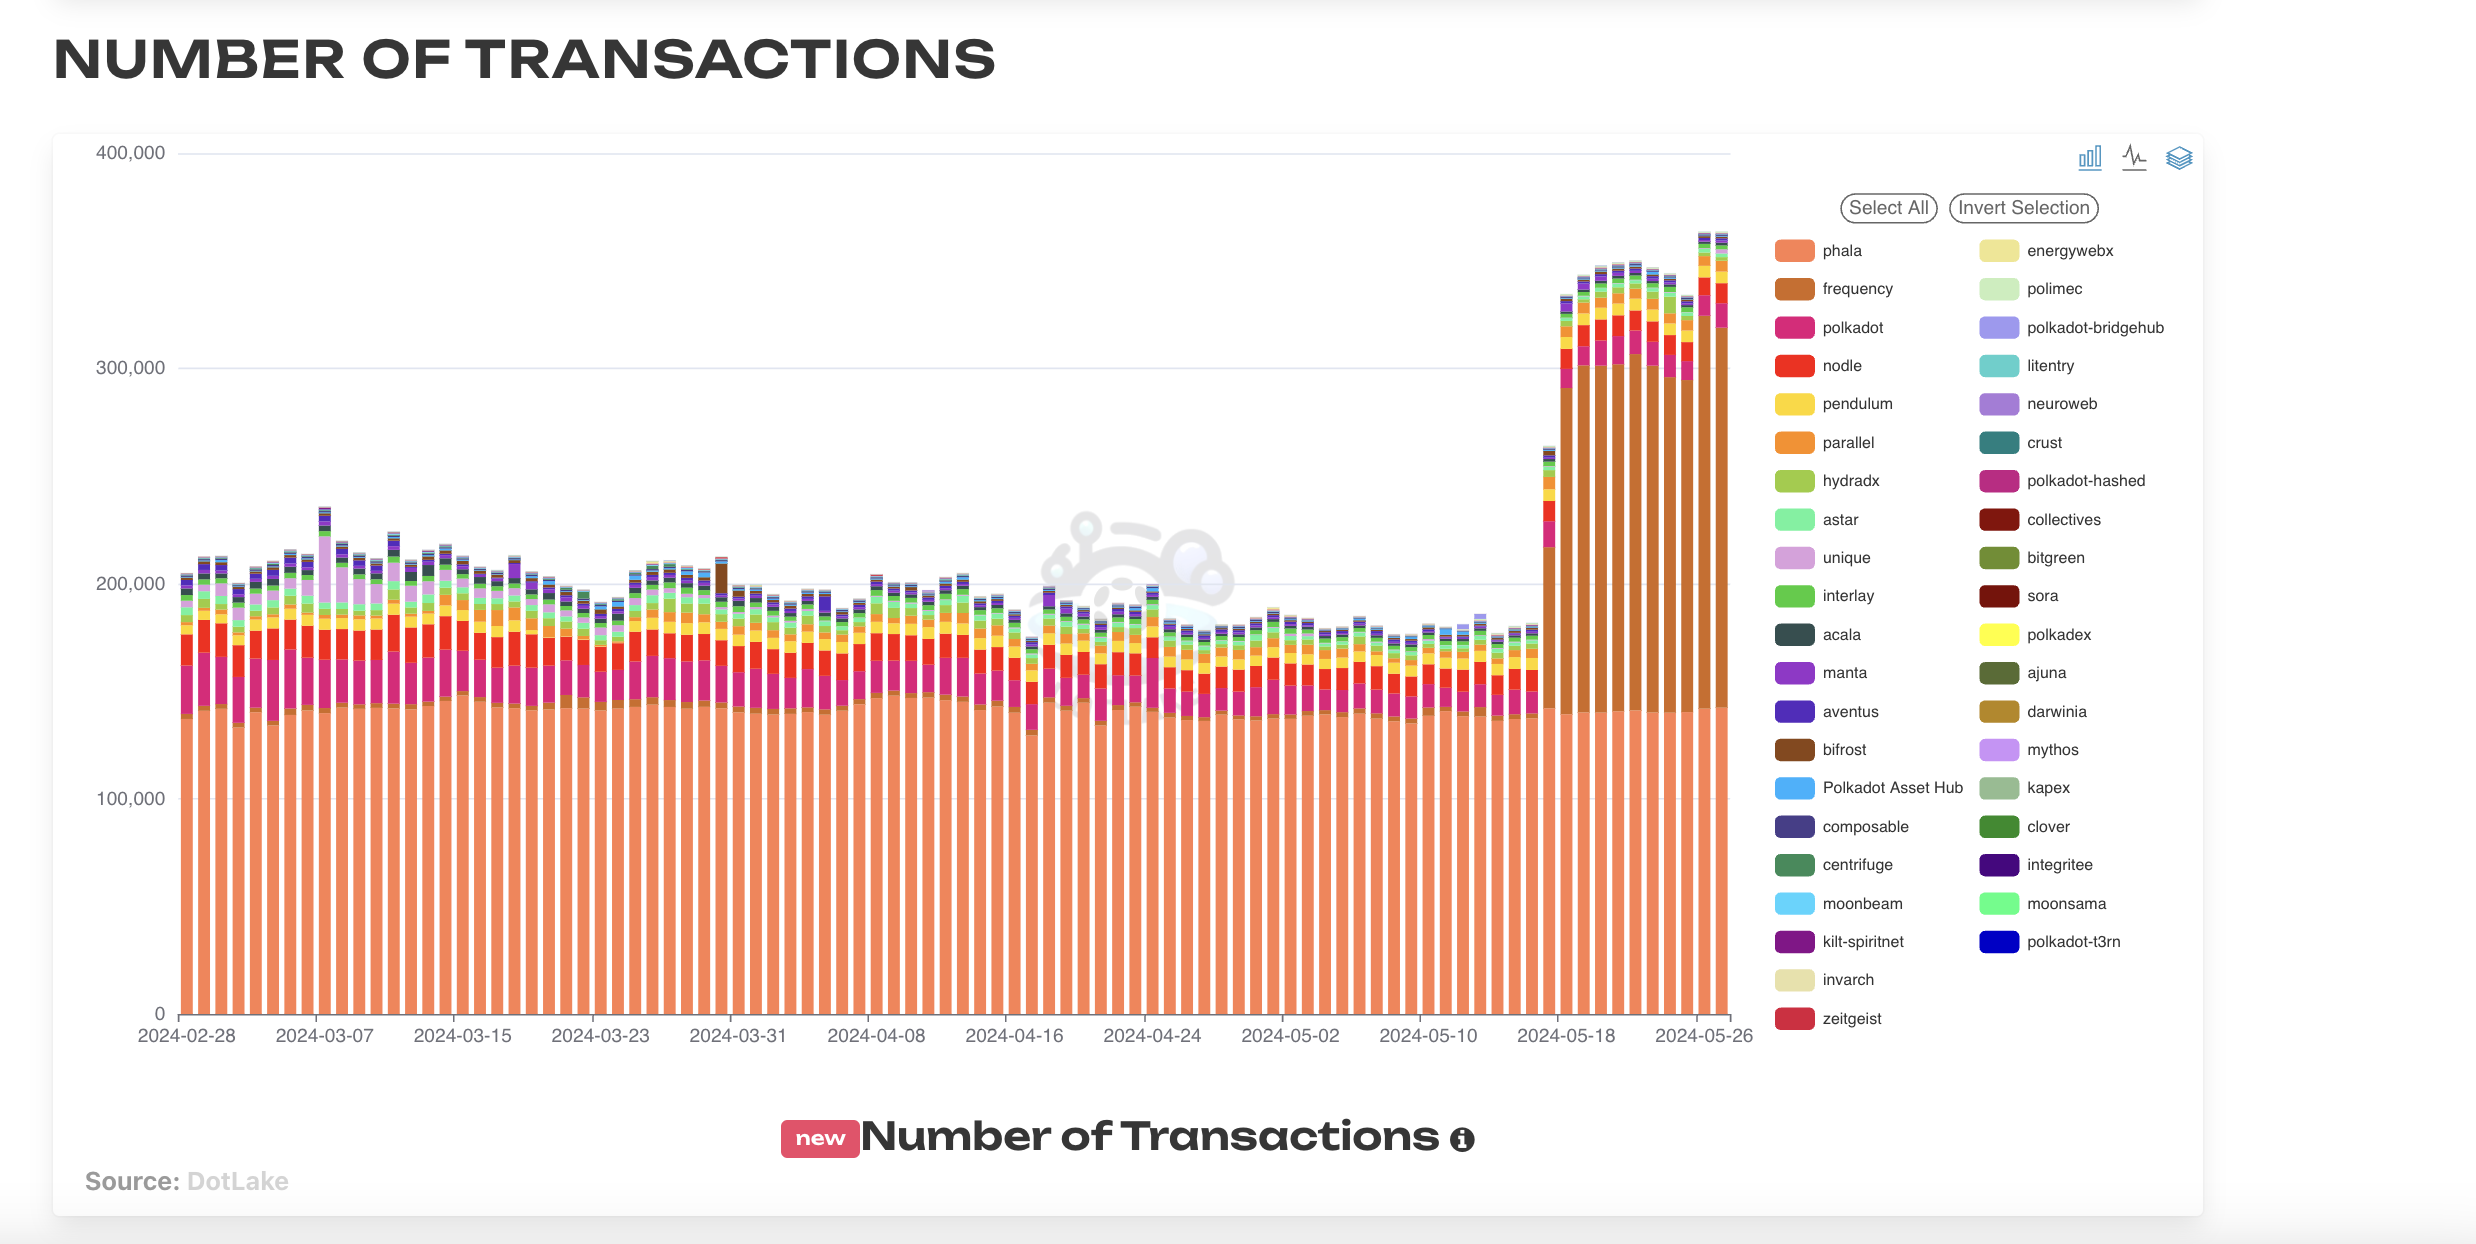 NUMBER OF TRANSACTIONS
400,000
300,000
200,000
100,000
0
2024-02-28
2024-03-07
2024-03-15
2024-03-23
2024-03-31
2024-04-08
2024-04-16
2024-04-24
2024-05-02
2024-05-10
2024-05-18
2024-05-26
Select All
Invert Selection
phala
frequency
polkadot
nodle
pendulum
parallel
hydradx
astar
unique
interlay
acala
manta
aventus
bifrost
Polkadot Asset Hub
composable
centrifuge
moonbeam
kilt-spiritnet
invarch
zeitgeist
energywebx
polimec
polkadot-bridgehub
litentry
neuroweb
crust
polkadot-hashed
collectives
bitgreen
sora
polkadex
ajuna
darwinia
mythos
kapex
clover
integritee
moonsama
polkadot-t3rn
new Number of Transactions
Source: DotLake